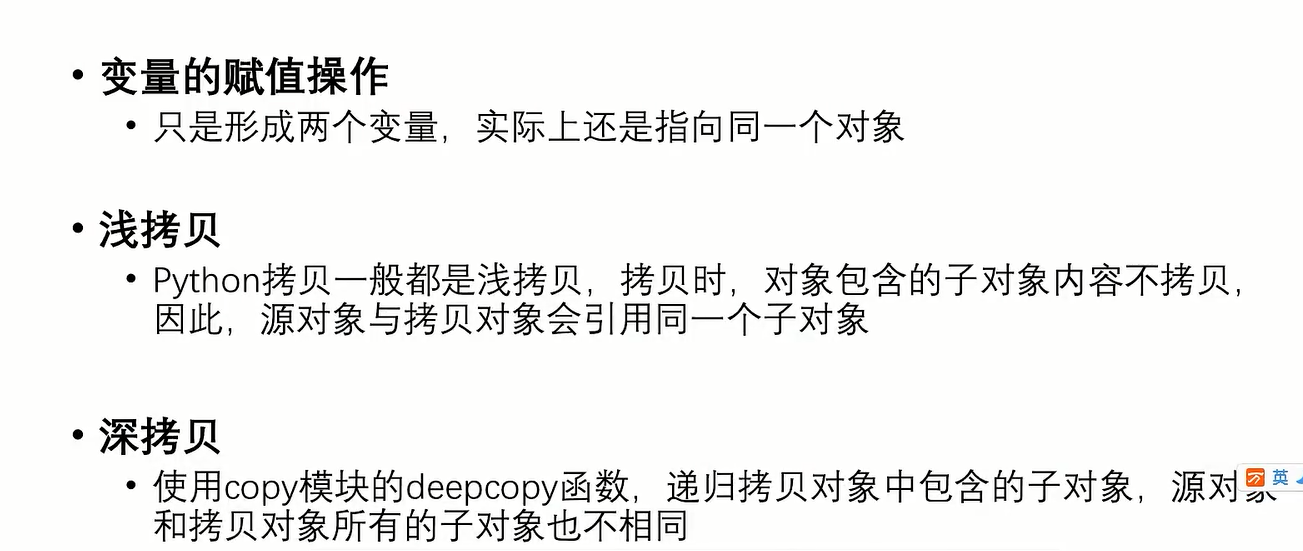 • 变量的赋值操作
• 只是形成两个变量，实际上还是指向同一个对象
• 浅拷贝
• Python拷贝一般都是浅拷贝，拷贝时，对象包含的子对象内容不拷贝，
因此，源对象与拷贝对象会引用同一个子对象
• 深拷贝
• 使用copy模块的deepcopy函数，递归拷贝对象中包含的子对象，源对象
和拷贝对象所有的子对象也不相同
英